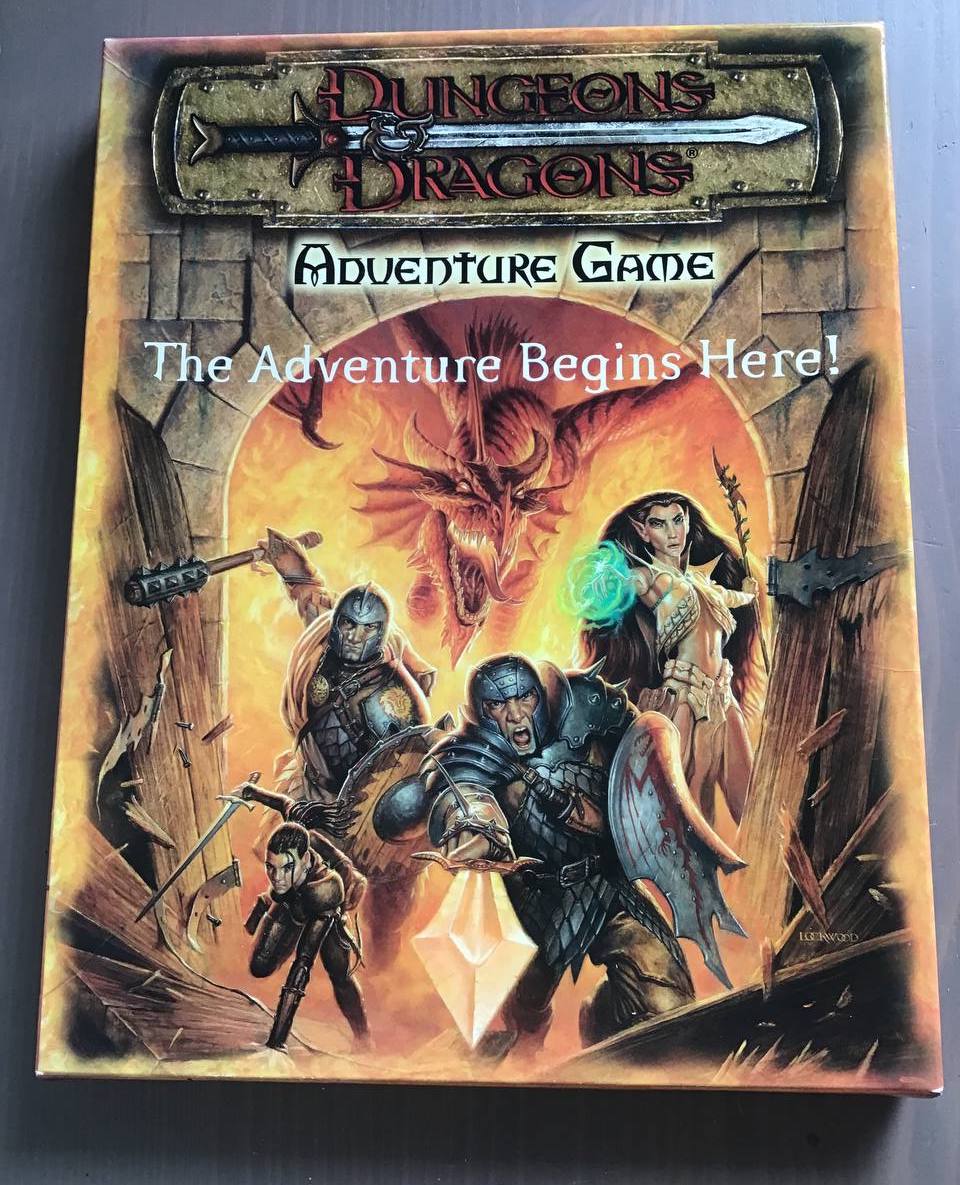 DUNGEONS
DRAGONS®
ADVENTURE GAME
The Adventure Begins Here!
LOCKWOOD